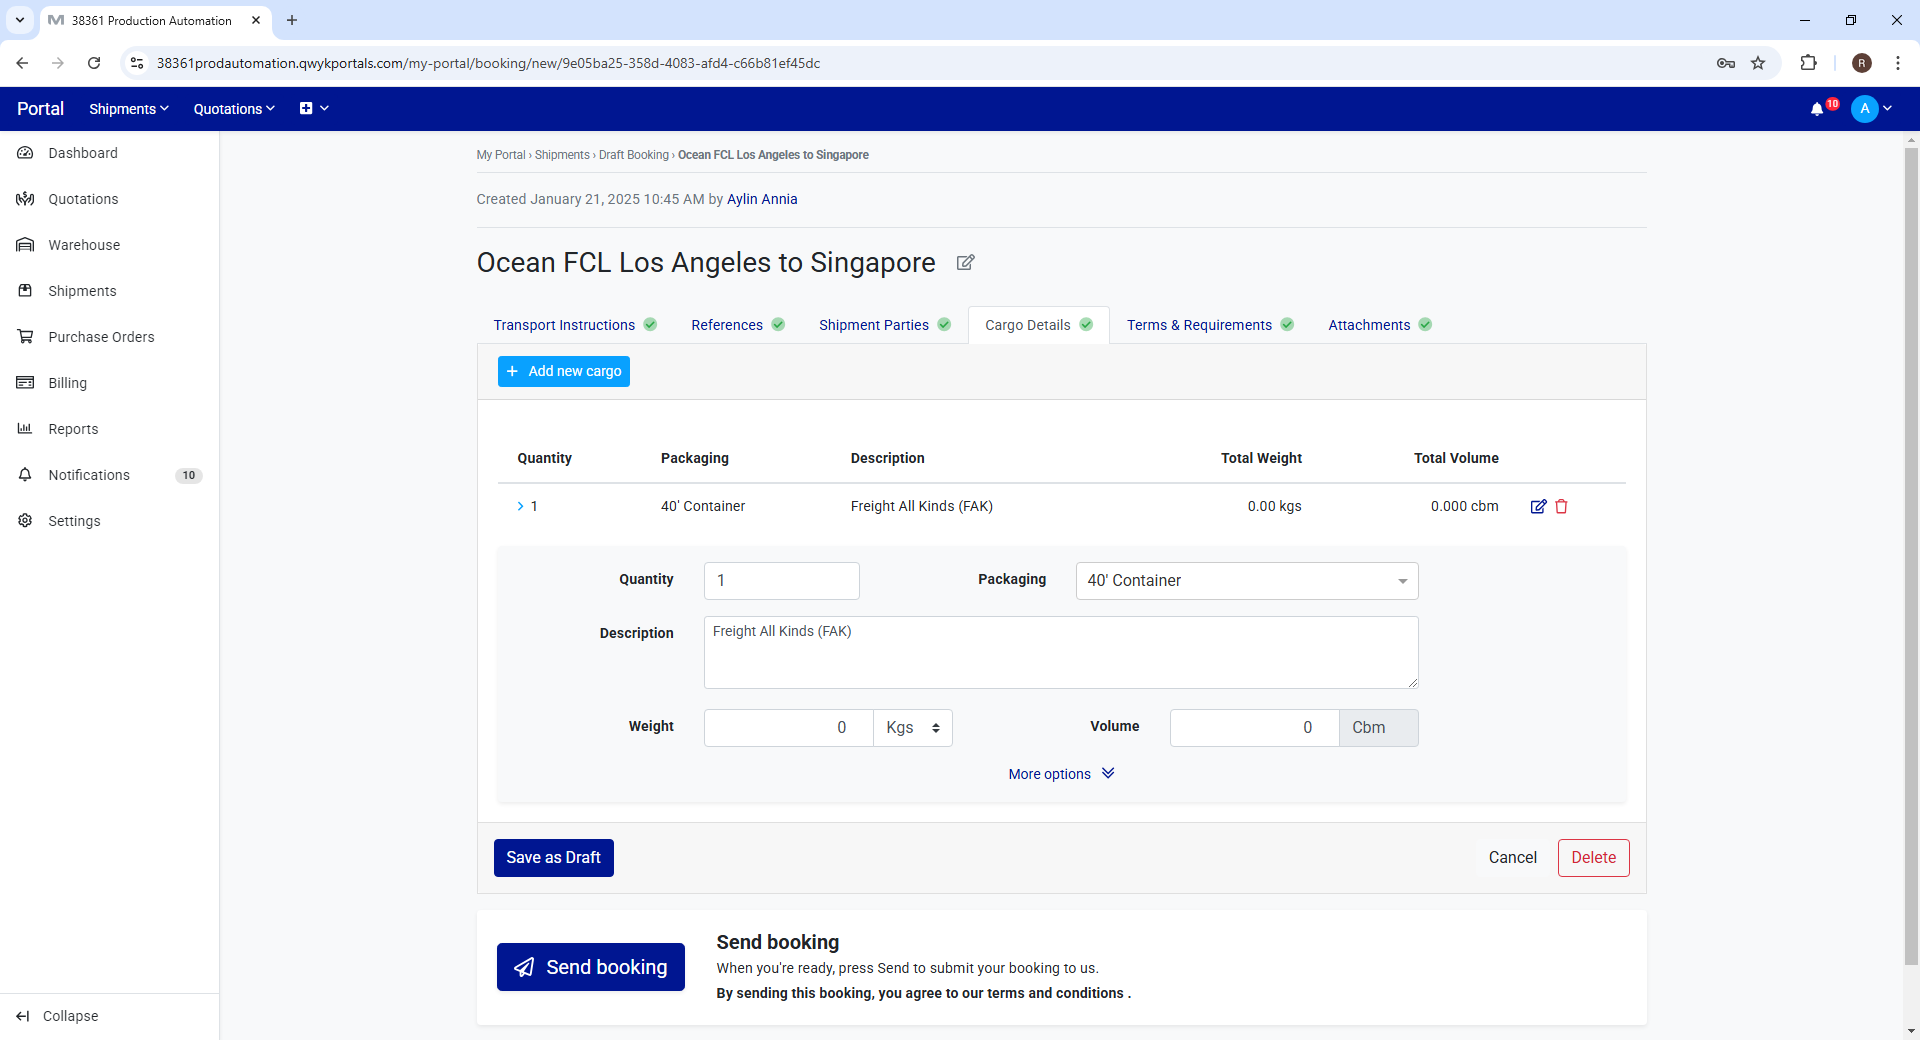 38361 Production Automation
38361prodautomation.qwykportals.com/my-portal/booking/new/9e05ba25-358d-4083-afd4-c66b81ef45dc
R
Portal
Shipments
Quotations
10
A
Dashboard
Quotations
Warehouse
Shipments
Purchase Orders
Billing
Reports
Notifications 10
Settings
Collapse
My Portal › Shipments › Draft Booking › Ocean FCL Los Angeles to Singapore
Created January 21, 2025 10:45 AM by Aylin Annia
Ocean FCL Los Angeles to Singapore
Transport Instructions References Shipment Parties Cargo Details Terms & Requirements Attachments
+ Add new cargo
Quantity Packaging Description Total Weight Total Volume
1 40' Container Freight All Kinds (FAK) 0.00 kgs 0.000 cbm
Quantity 1 Packaging 40' Container
Description Freight All Kinds (FAK)
Weight 0 Kgs Volume 0 Cbm
More options
Save as Draft Cancel Delete
Send booking
Send booking
When you're ready, press Send to submit your booking to us.
By sending this booking, you agree to our terms and conditions .